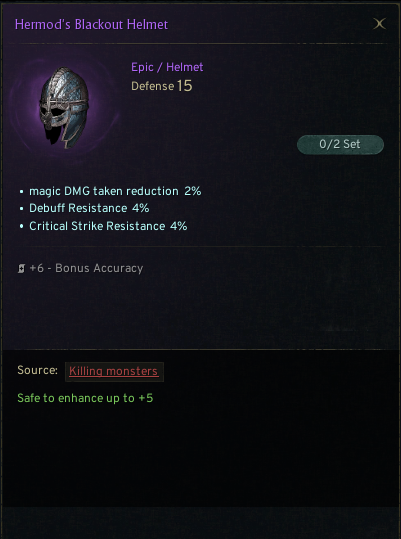 Hermod's Blackout Helmet
Epic / Helmet
Defense 15
0/2 Set
• magic DMG taken reduction 2%
• Debuff Resistance 4%
• Critical Strike Resistance 4%
+6 - Bonus Accuracy
Source: Killing monsters
Safe to enhance up to +5